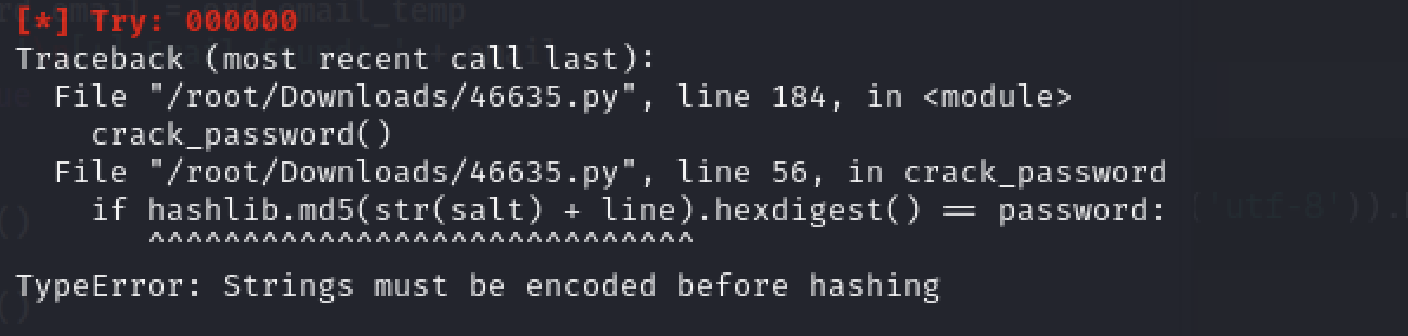 [*] Try: 000000
Traceback (most recent call last):
  File "/root/Downloads/46635.py", line 184, in <module>
    crack_password()
  File "/root/Downloads/46635.py", line 56, in crack_password
    if hashlib.md5(str(salt) + line).hexdigest() == password:
       ^^^^^^^^^^^^^^^^^^^^^^^^^^^^^
TypeError: Strings must be encoded before hashing